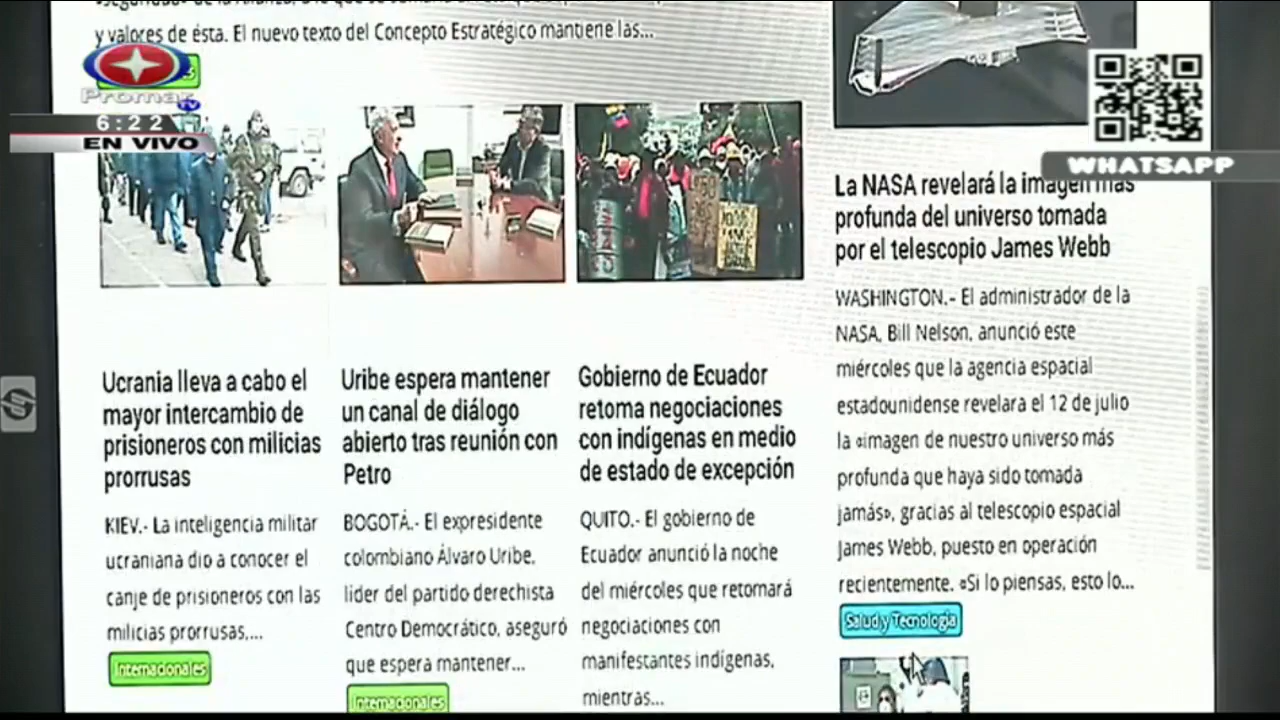 y valores de ésta. El nuevo texto del Concepto Estratégico mantiene las...
Promar
TV
6:22
EN VIVO
WHATSAPP
Ucrania lleva a cabo el
mayor intercambio de
prisioneros con milicias
prorrusas
KIEV.- La inteligencia militar
ucraniana dio a conocer el
canje de prisioneros con las
milicias prorrusas,...
Internacionales
Uribe espera mantener
un canal de diálogo
abierto tras reunión con
Petro
BOGOTÁ.- El expresidente
colombiano Álvaro Uribe,
líder del partido derechista
Centro Democrático, aseguró
que espera mantener...
Internacionales
Gobierno de Ecuador
retoma negociaciones
con indígenas en medio
de estado de excepción
QUITO.- El gobierno de
Ecuador anunció la noche
del miércoles que retomará
negociaciones con
manifestantes indígenas,
mientras...
La NASA revelará la imagen más
profunda del universo tomada
por el telescopio James Webb
WASHINGTON.- El administrador de la
NASA, Bill Nelson, anunció este
miércoles que la agencia espacial
estadounidense revelara el 12 de julio
la «imagen de nuestro universo más
profunda que haya sido tomada
jamás», gracias al telescopio espacial
James Webb, puesto en operación
recientemente. «Si lo piensas, esto lo...
Salud y Tecnología